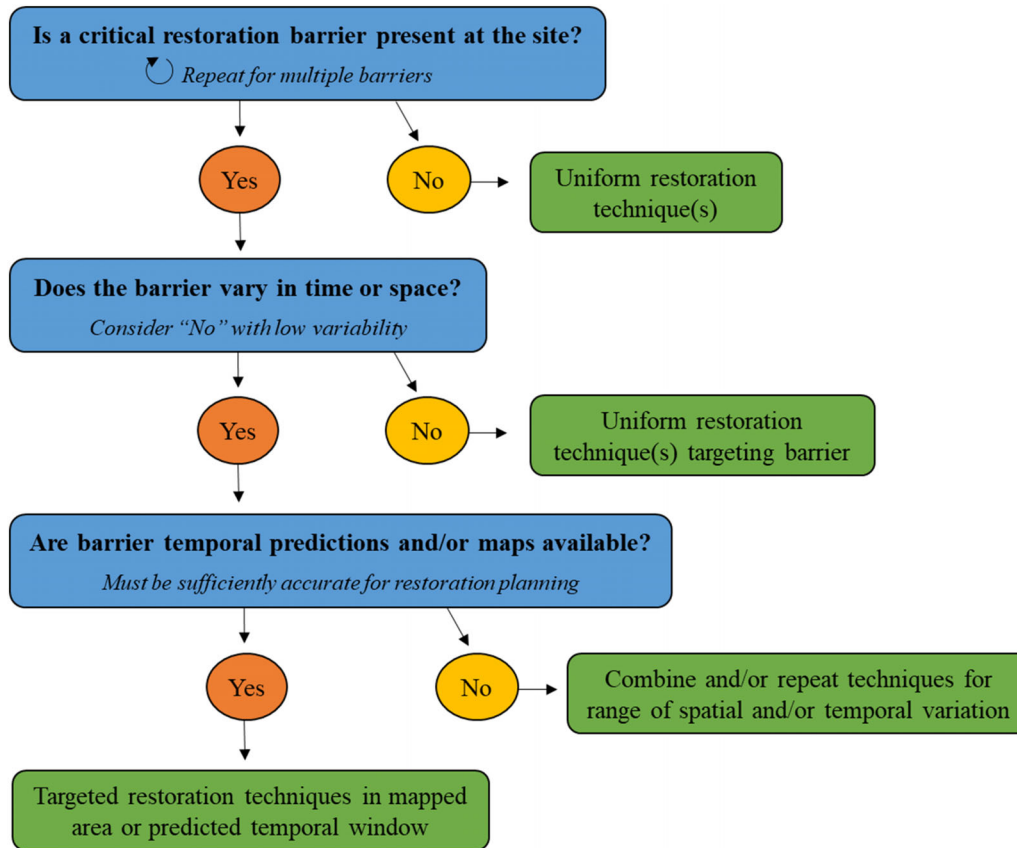 Is a critical restoration barrier present at the site?
Repeat for multiple barriers
Yes
No
Uniform restoration
technique(s)
Does the barrier vary in time or space?
Consider “No” with low variability
Yes
No
Uniform restoration
technique(s) targeting barrier
Are barrier temporal predictions and/or maps available?
Must be sufficiently accurate for restoration planning
Yes
No
Combine and/or repeat techniques for
range of spatial and/or temporal variation
Targeted restoration techniques in mapped
area or predicted temporal window